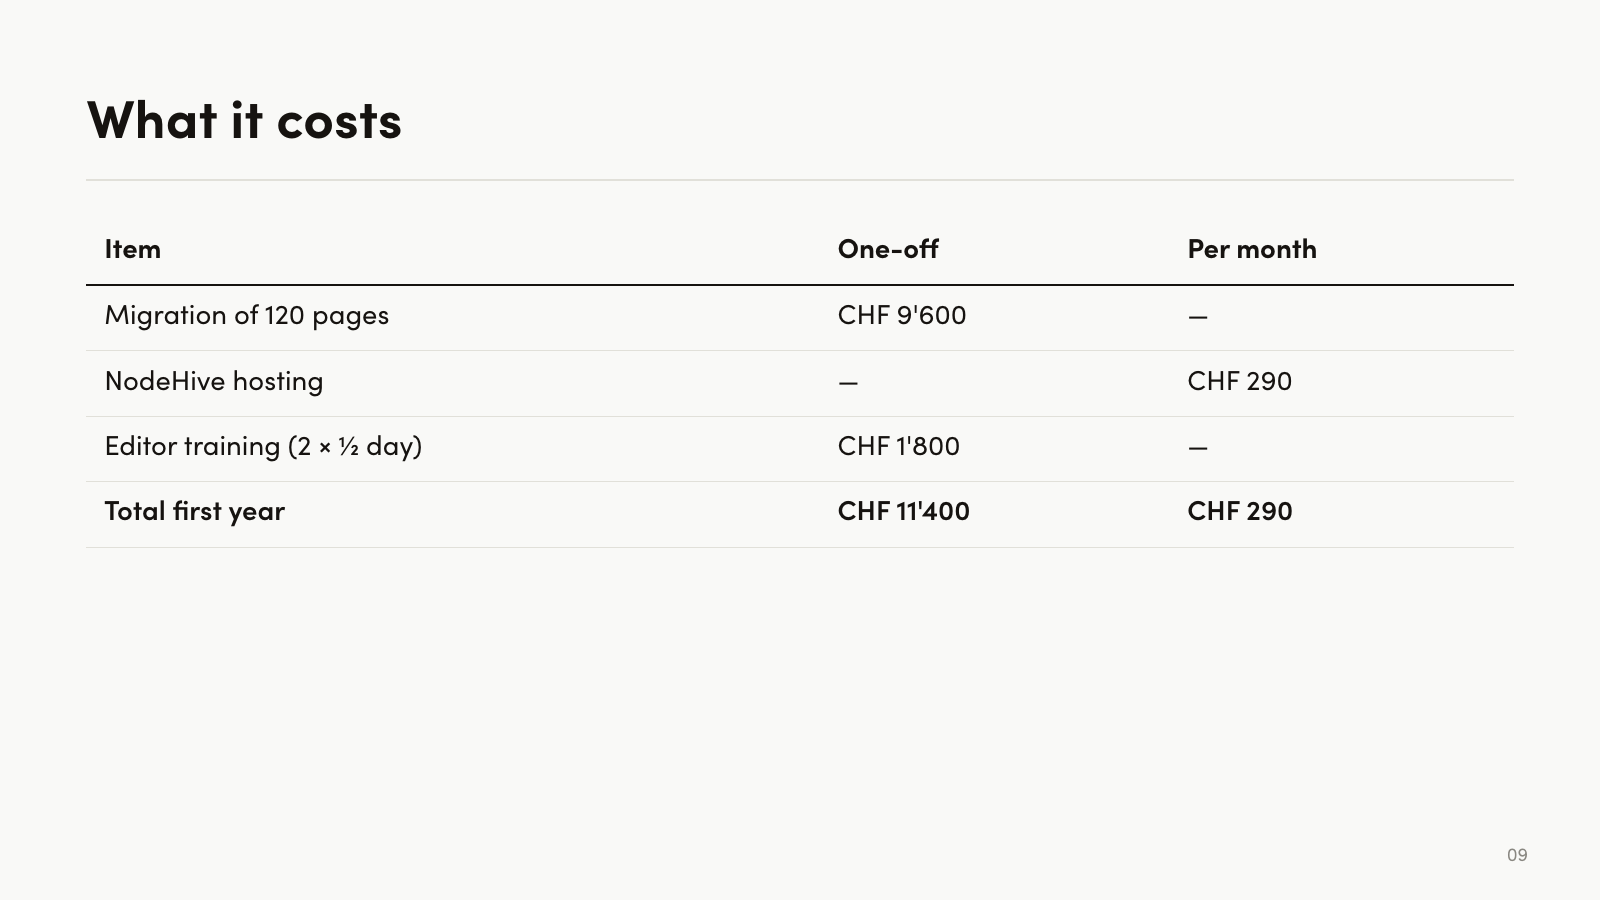 What it costs
Item One-off Per month
Migration of 120 pages CHF 9'600 —
NodeHive hosting — CHF 290
Editor training (2 × ½ day) CHF 1'800 —
Total first year CHF 11'400 CHF 290
09